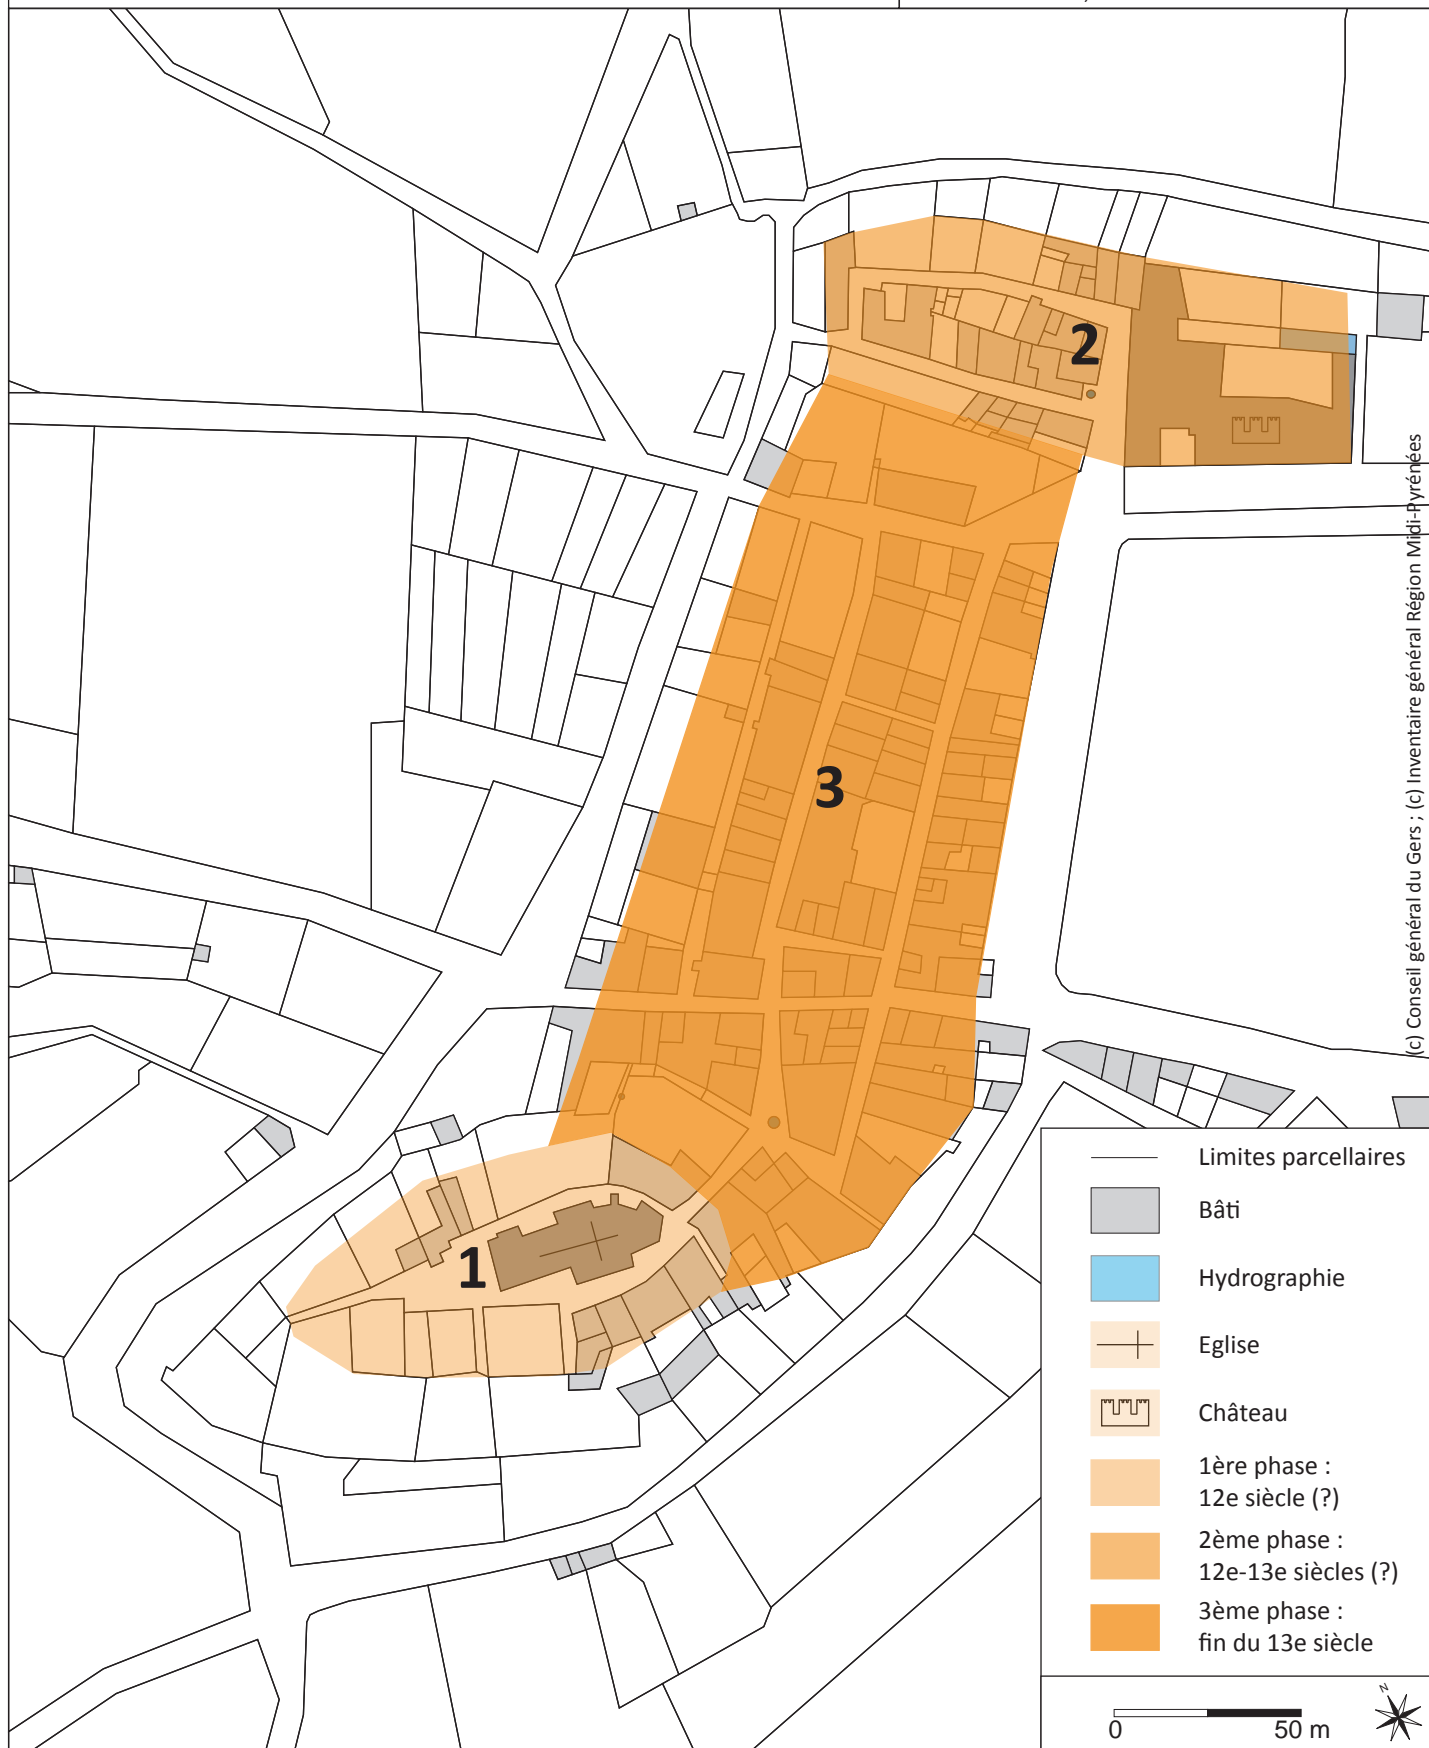 2
3
1
(c) Conseil général du Gers ; (c) Inventaire général Région Midi-Pyrénées
Limites parcellaires
Bâti
Hydrographie
Eglise
Château
1ère phase :
12e siècle (?)
2ème phase :
12e-13e siècles (?)
3ème phase :
fin du 13e siècle
N
0 50 m